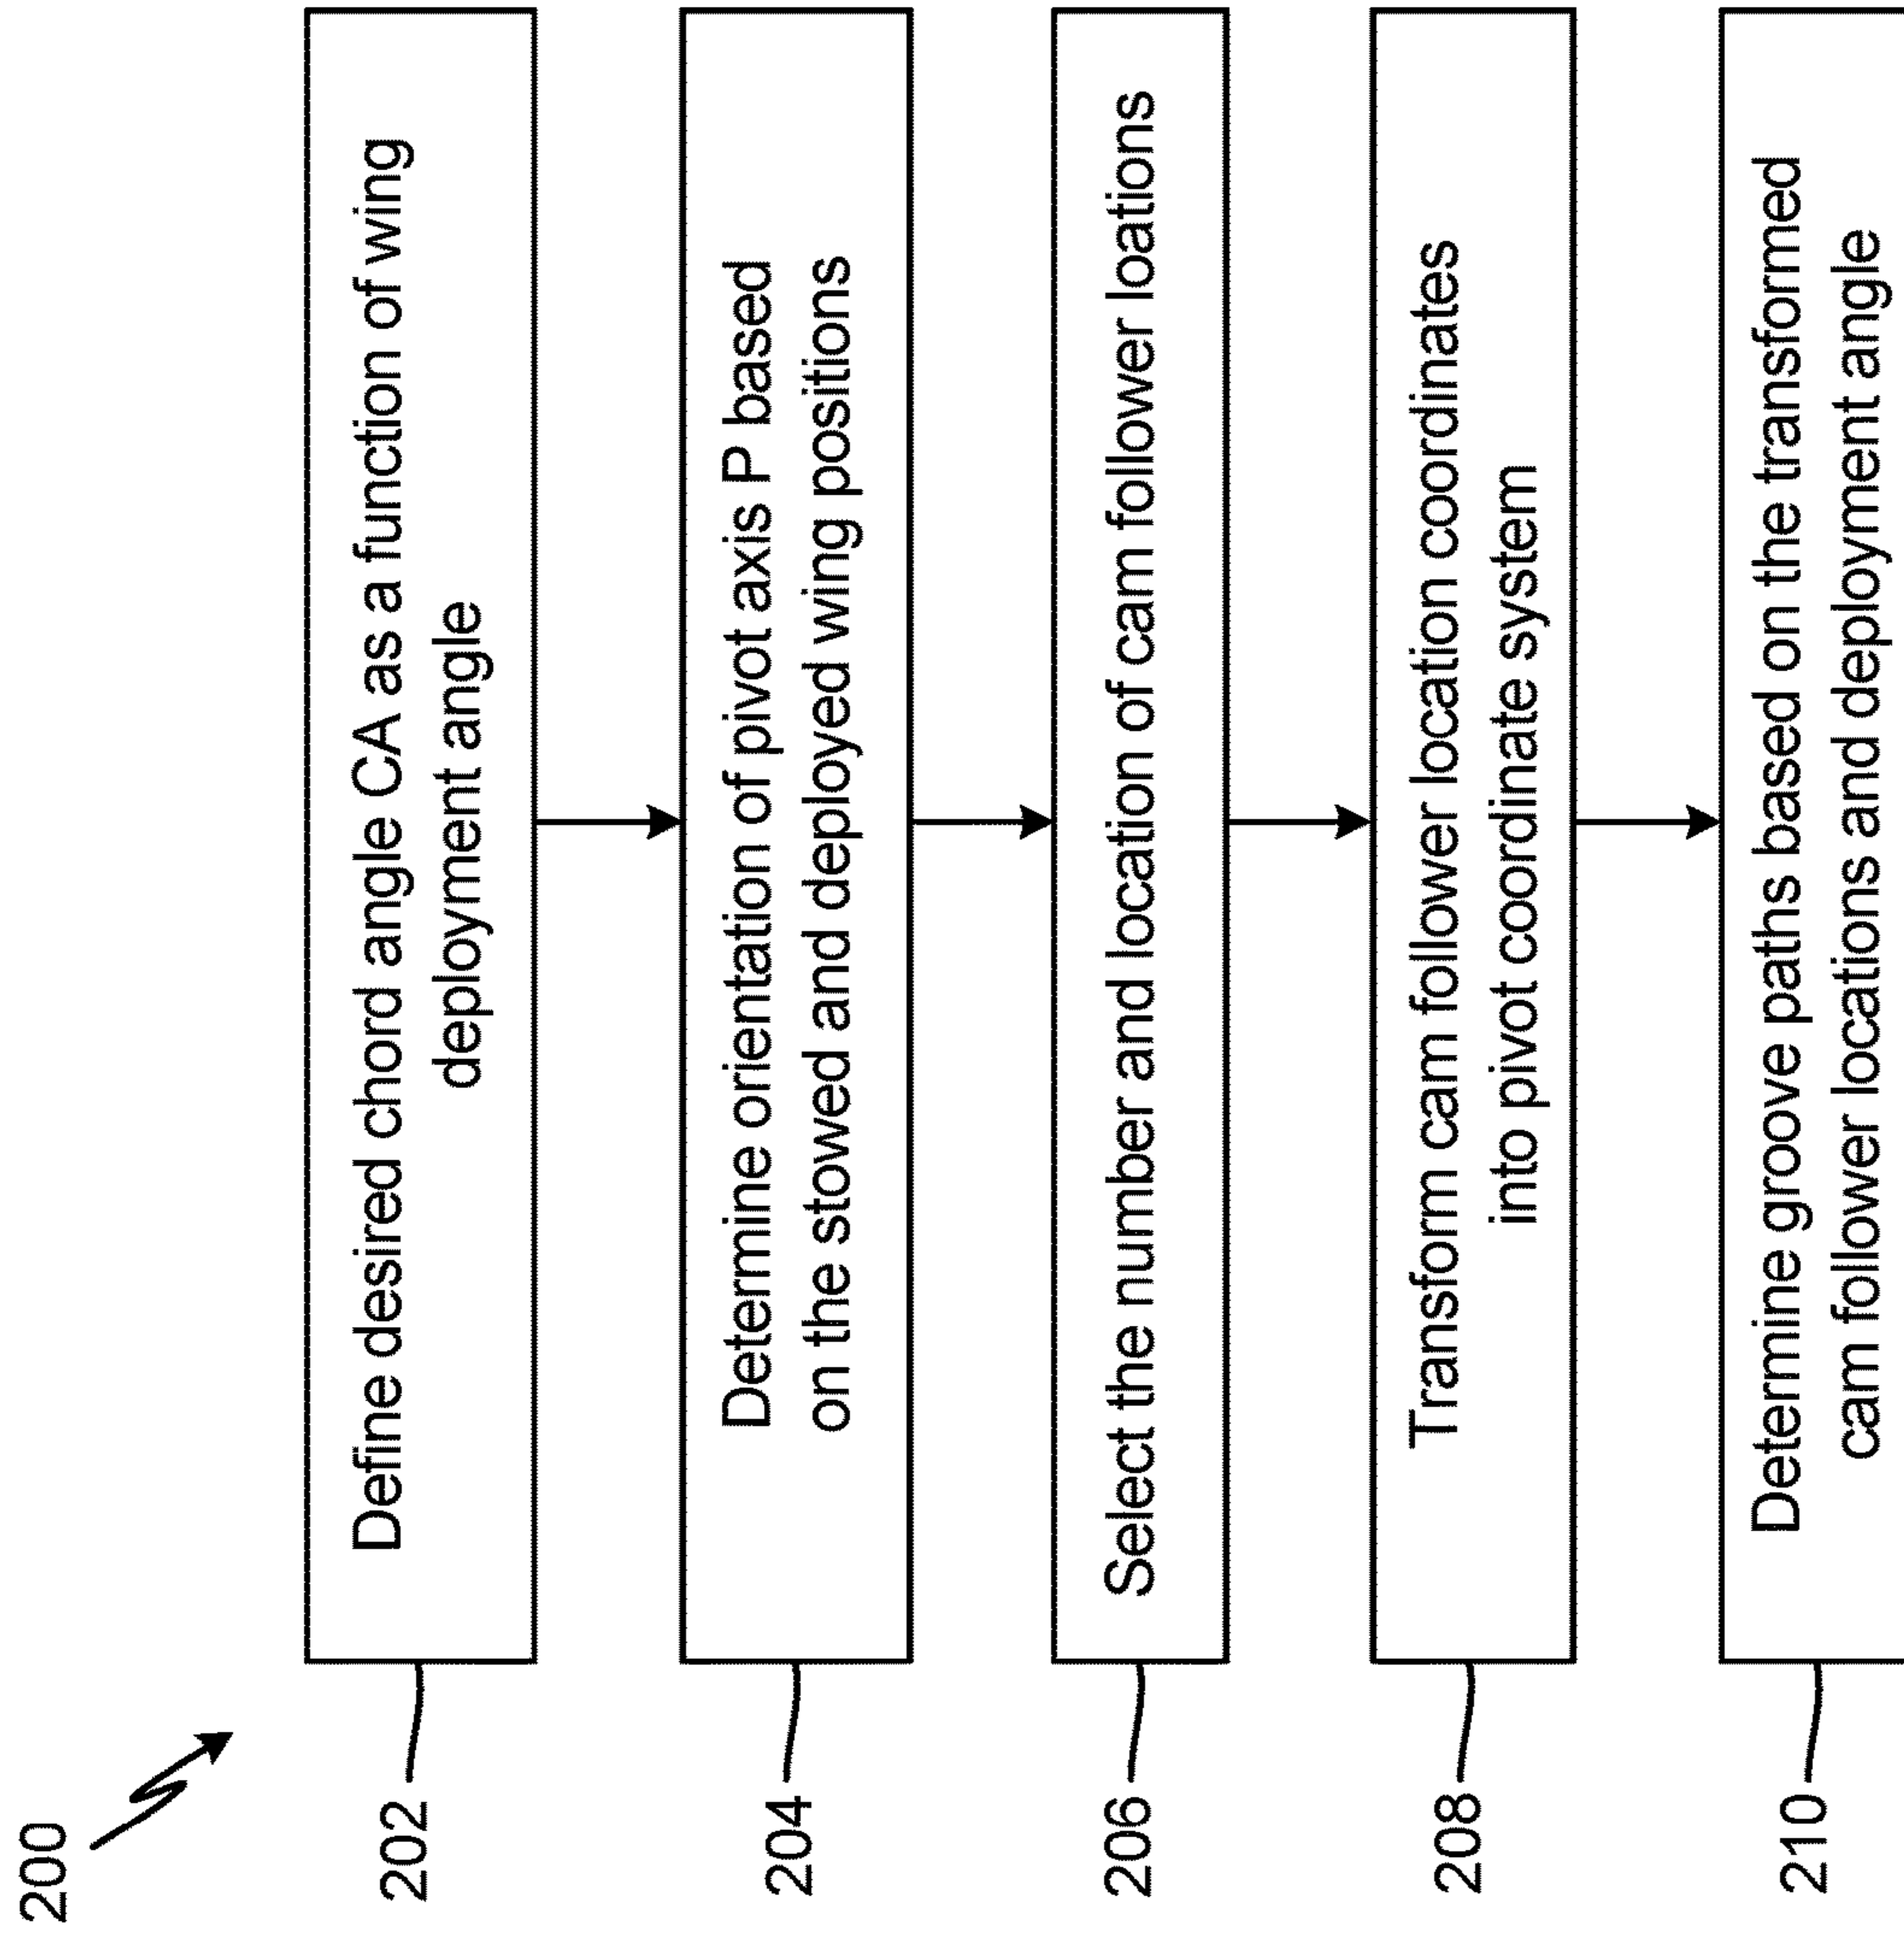 200
202
Define desired chord angle CA as a function of wing
deployment angle
204
Determine orientation of pivot axis P based
on the stowed and deployed wing positions
206
Select the number and location of cam follower loations
208
Transform cam follower location coordinates
into pivot coordinate system
210
Determine groove paths based on the transformed
cam follower locations and deployment angle